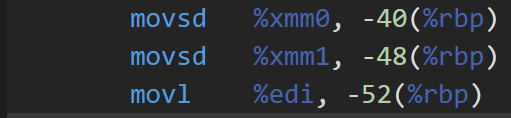 movsd %xmm0, -40(%rbp)
movsd %xmm1, -48(%rbp)
movl %edi, -52(%rbp)